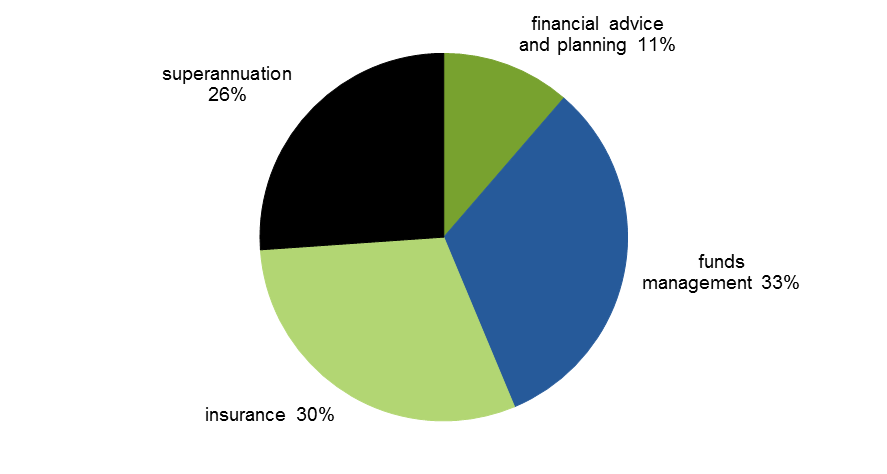 financial advice
and planning 11%
superannuation
26%
funds
management 33%
insurance 30%